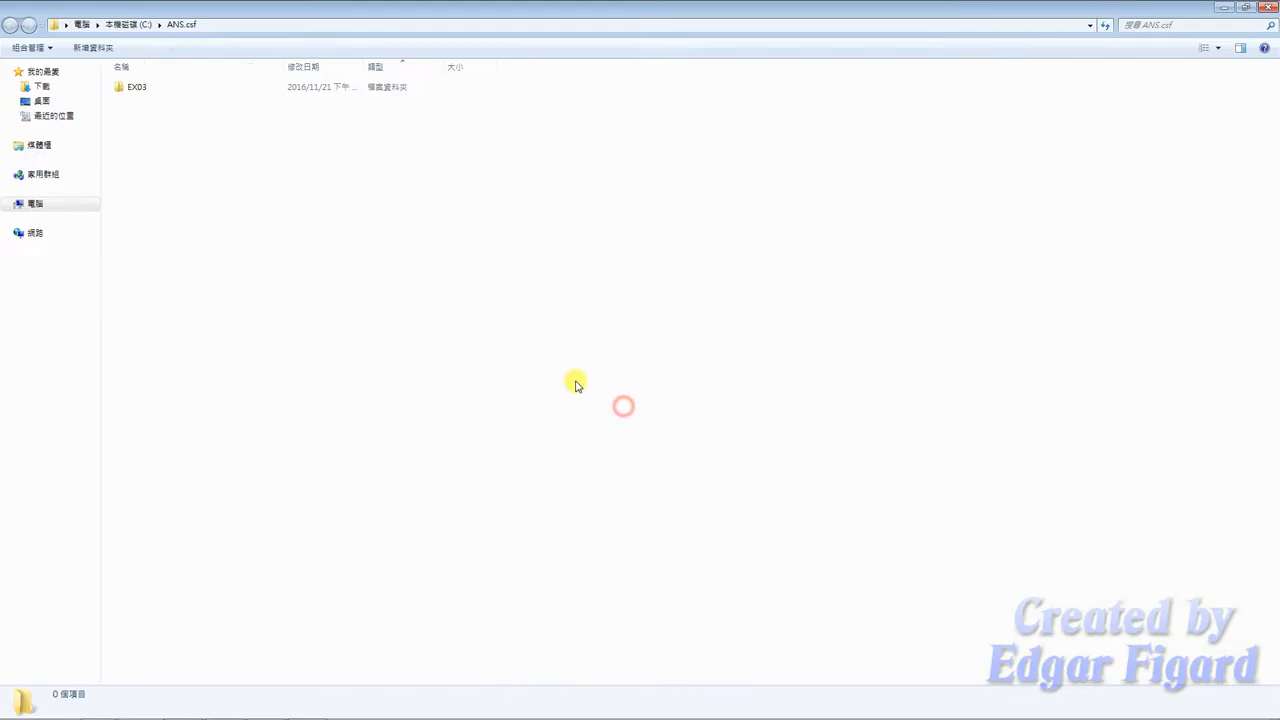 電腦 本機磁碟 (C:) ANS.csf
搜尋 ANS.csf
組合管理 新增資料夾
名稱 修改日期 類型 大小
EX03 2016/11/21 下午 ... 檔案資料夾
我的最愛
下載
桌面
最近的位置
媒體櫃
家用群組
電腦
網路
0 個項目
Created by
Edgar Figard